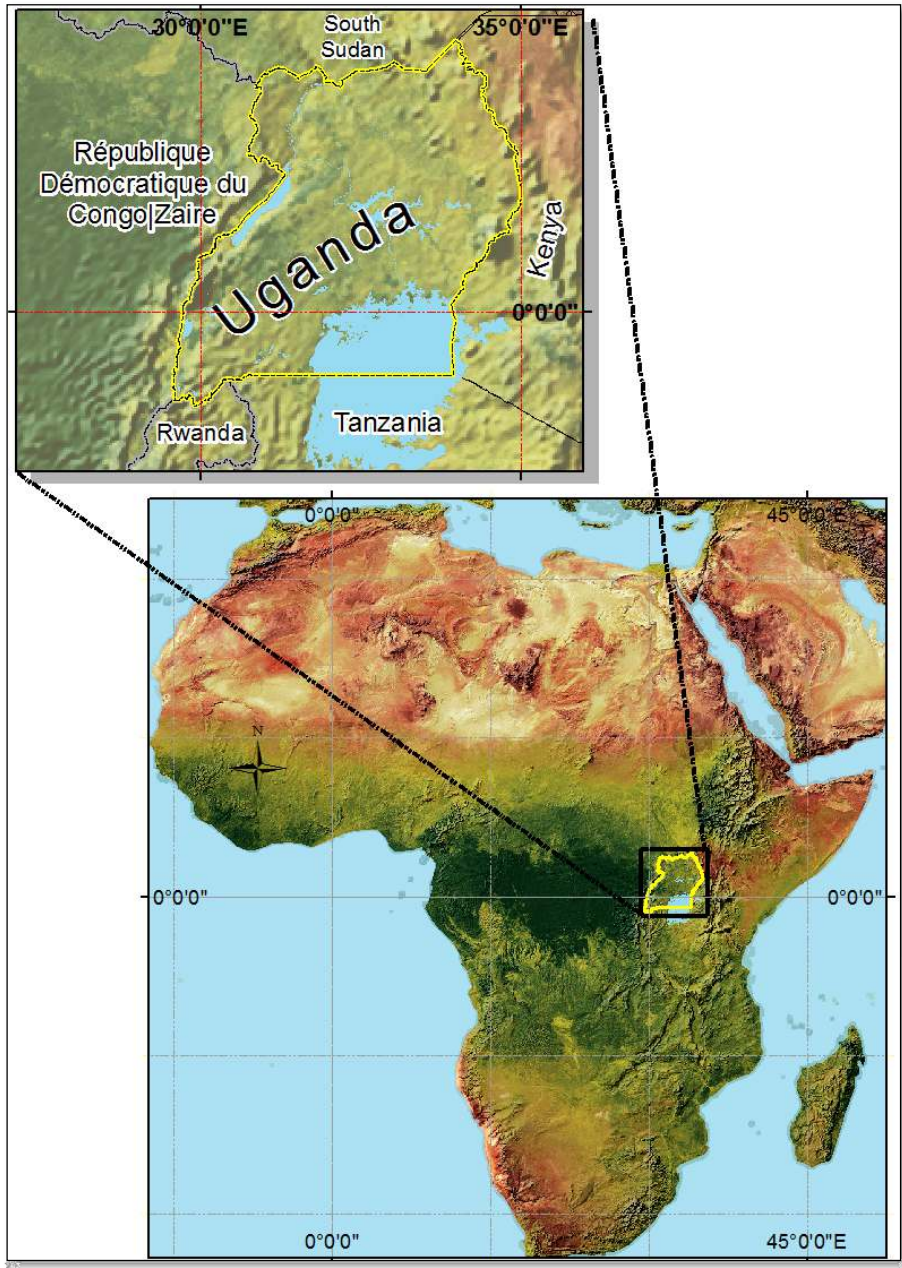 30°0'0"E
35°0'0"E
South
Sudan
République
Démocratique du
Congo|Zaire
Uganda
Kenya
0°0'0"
Rwanda
Tanzania
0°0'0"
45°0'0"E
N
0°0'0"
0°0'0"
0°0'0"
45°0'0"E